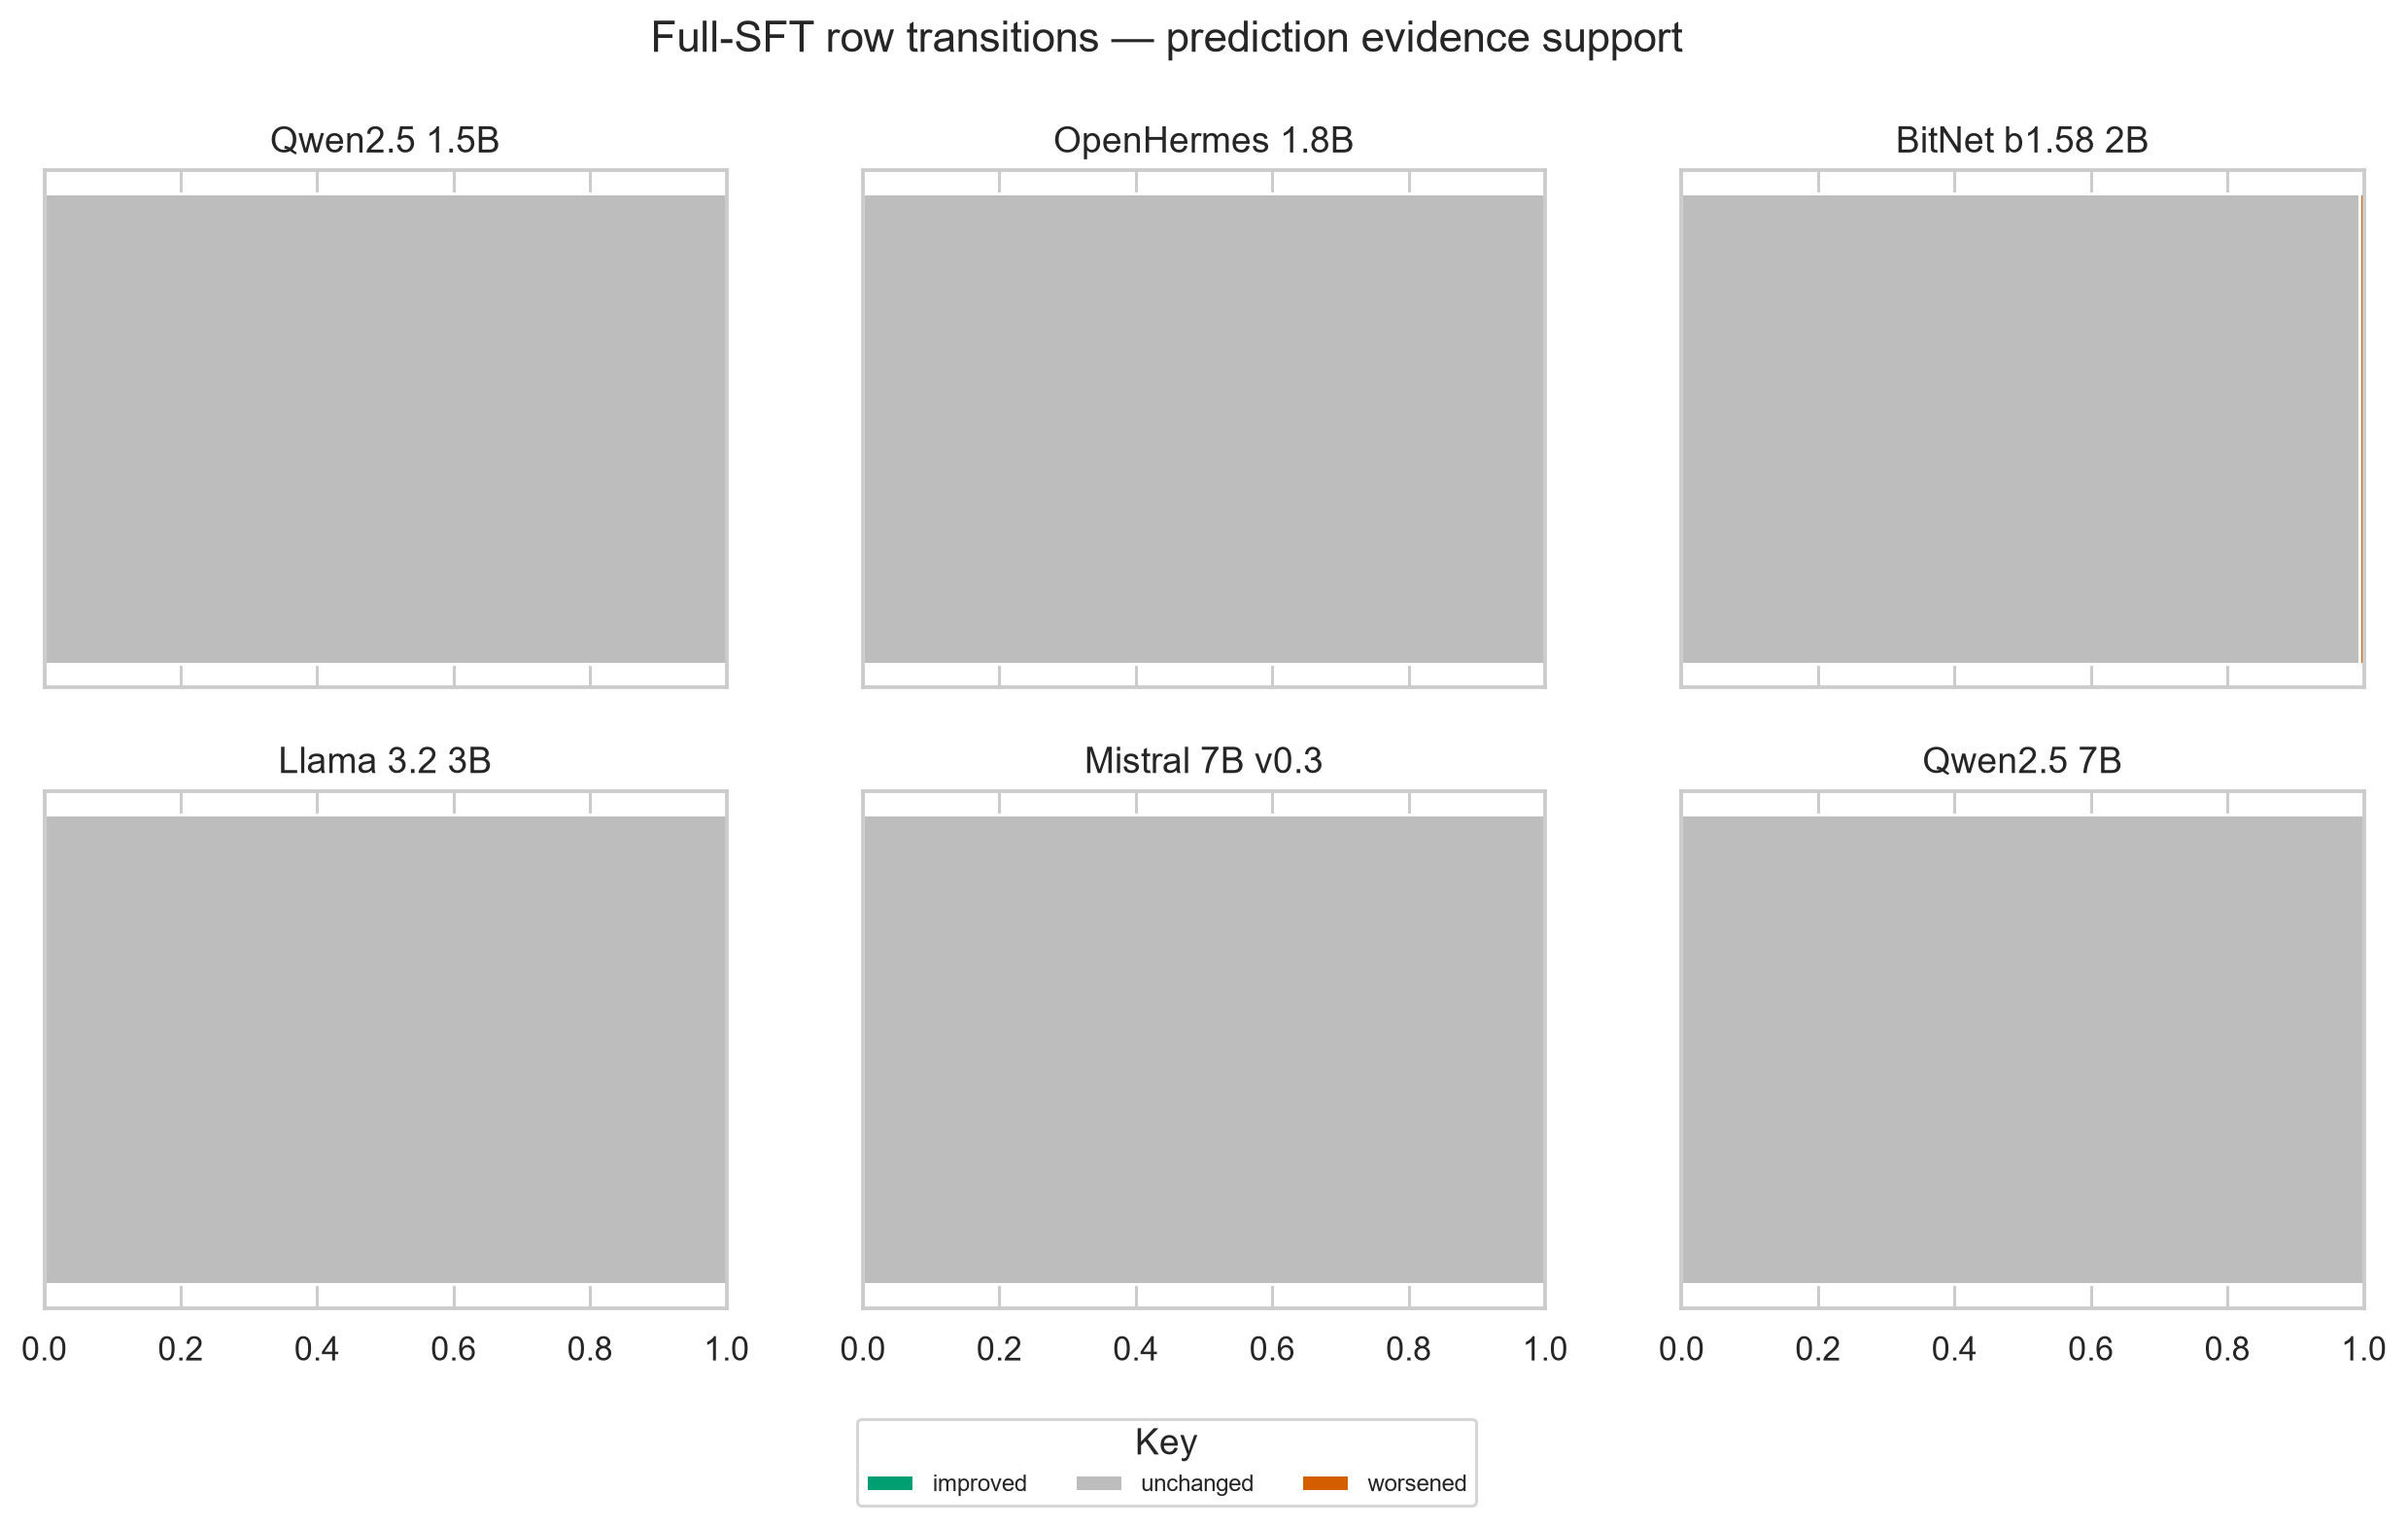 Full-SFT row transitions — prediction evidence support
Qwen2.5 1.5B
OpenHermes 1.8B
BitNet b1.58 2B
Llama 3.2 3B
Mistral 7B v0.3
Qwen2.5 7B
0.0 0.2 0.4 0.6 0.8 1.0
0.0 0.2 0.4 0.6 0.8 1.0
0.0 0.2 0.4 0.6 0.8 1.0
Key
improved unchanged worsened